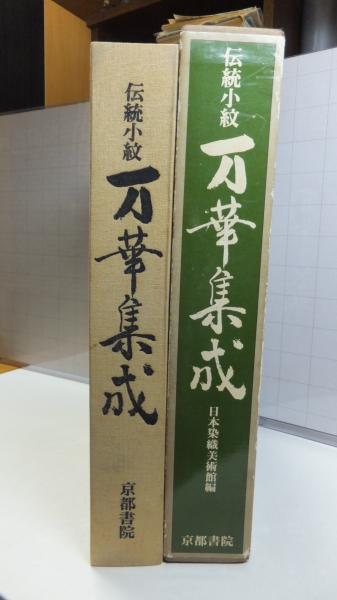 伝統小紋
万華集成
京都書院
伝統小紋
万華集成
日本染織美術館編
京都書院